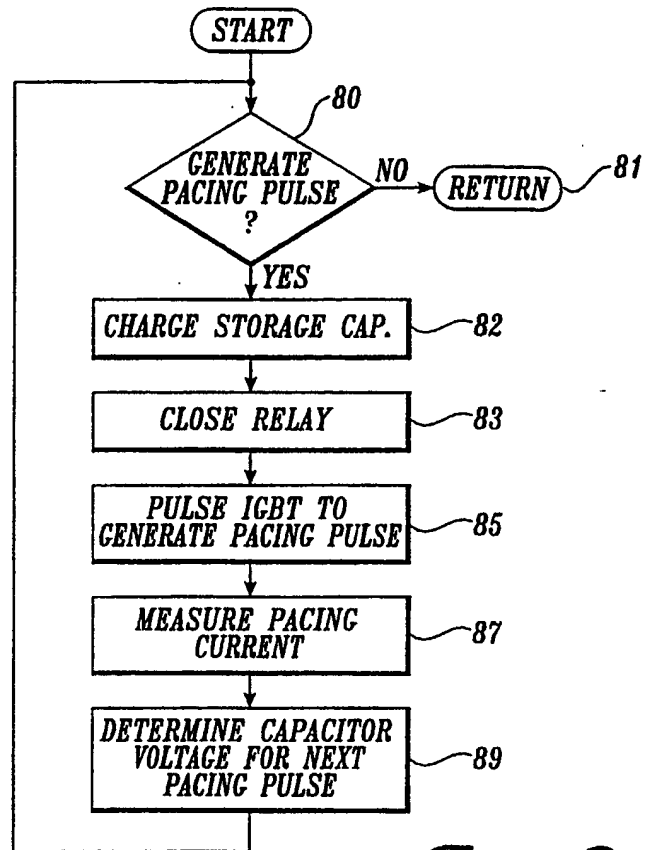 START
80
GENERATE
PACING PULSE
?
NO
RETURN
81
YES
CHARGE STORAGE CAP.
82
CLOSE RELAY
83
PULSE IGBT TO
GENERATE PACING PULSE
85
MEASURE PACING
CURRENT
87
DETERMINE CAPACITOR
VOLTAGE FOR NEXT
PACING PULSE
89